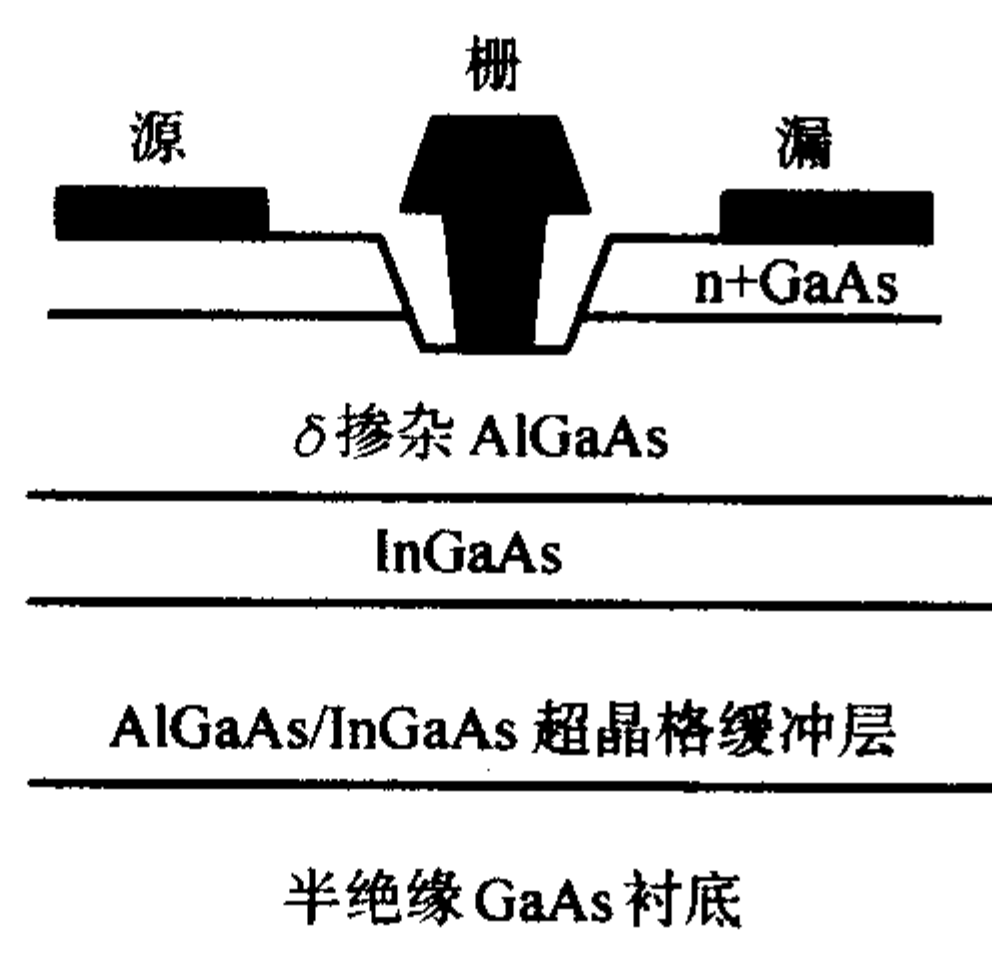 栅
源
漏
n+GaAs
δ掺杂 AlGaAs
InGaAs
AlGaAs/InGaAs 超晶格缓冲层
半绝缘 GaAs 衬底